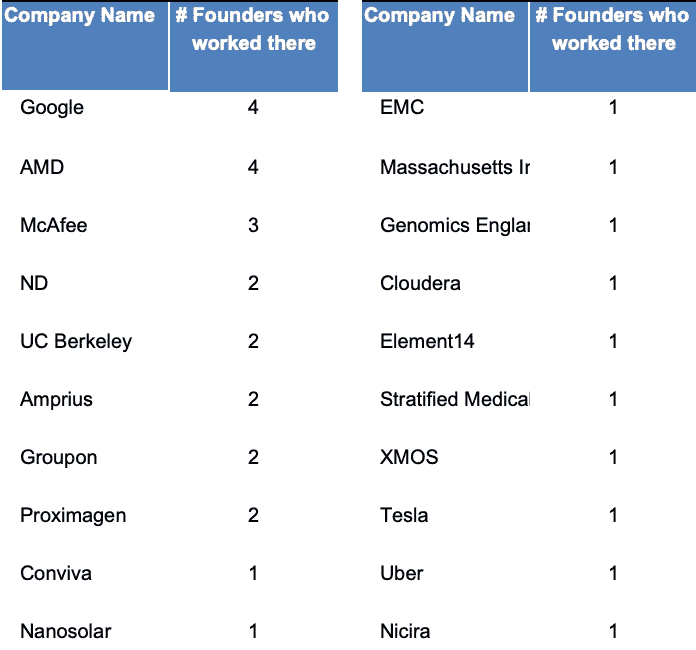 Company Name # Founders who worked there
Google 4
AMD 4
McAfee 3
ND 2
UC Berkeley 2
Amprius 2
Groupon 2
Proximagen 2
Conviva 1
Nanosolar 1
Company Name # Founders who worked there
EMC 1
Massachusetts Ir 1
Genomics Englar 1
Cloudera 1
Element14 1
Stratified Medical 1
XMOS 1
Tesla 1
Uber 1
Nicira 1